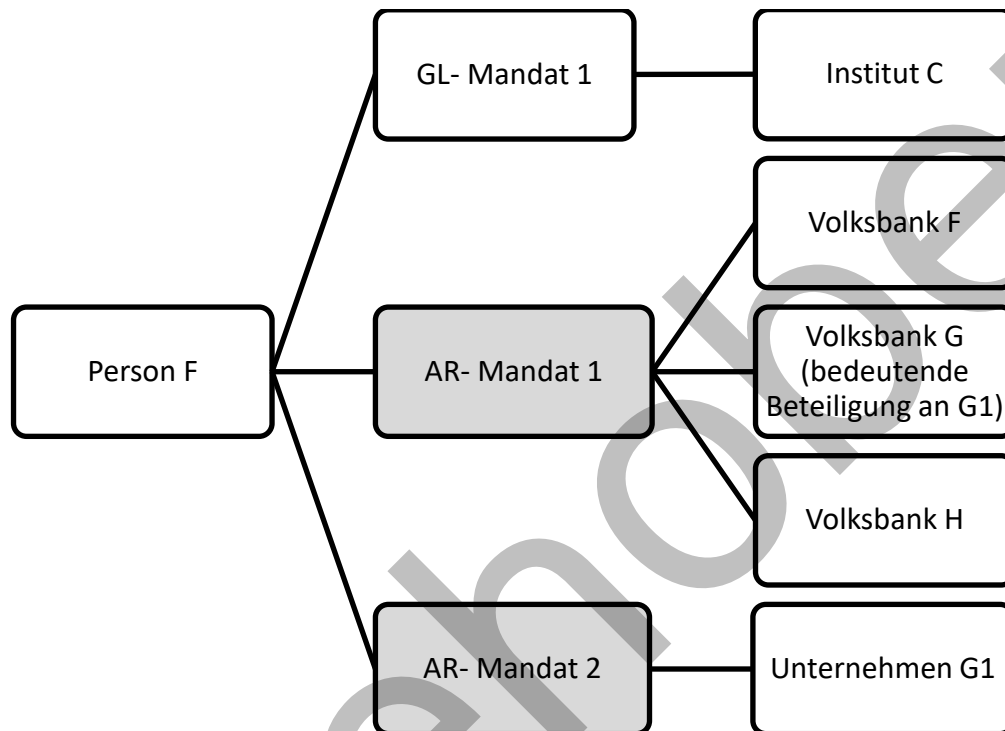 GL- Mandat 1
Institut C
Volksbank F
Person F
AR- Mandat 1
Volksbank G
(bedeutende
Beteiligung an G1)
Volksbank H
AR- Mandat 2
Unternehmen G1